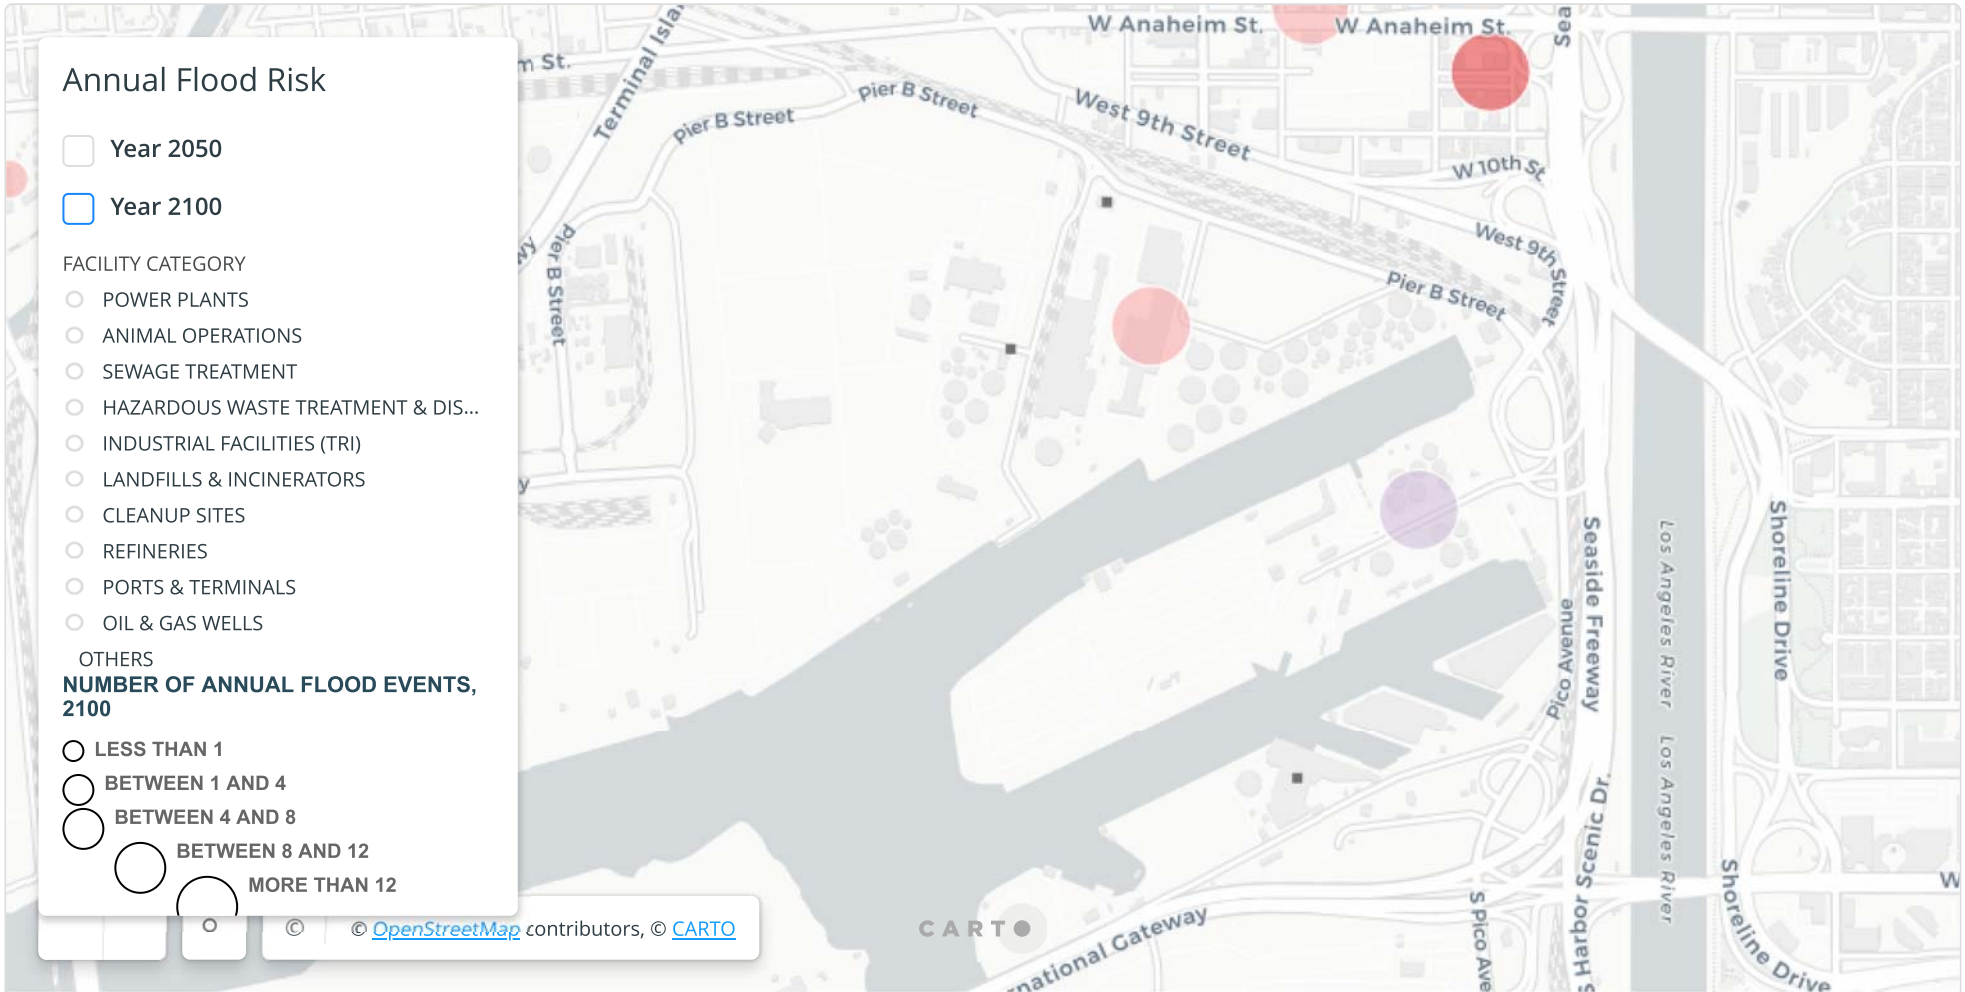 Annual Flood Risk
Year 2050
Year 2100
FACILITY CATEGORY
POWER PLANTS
ANIMAL OPERATIONS
SEWAGE TREATMENT
HAZARDOUS WASTE TREATMENT & DIS...
INDUSTRIAL FACILITIES (TRI)
LANDFILLS & INCINERATORS
CLEANUP SITES
REFINERIES
PORTS & TERMINALS
OIL & GAS WELLS
OTHERS
NUMBER OF ANNUAL FLOOD EVENTS,
2100
LESS THAN 1
BETWEEN 1 AND 4
BETWEEN 4 AND 8
BETWEEN 8 AND 12
MORE THAN 12
©
© OpenStreetMap contributors, © CARTO
CARTO
m St.
Terminal Isla
wy
Pier B Street
Pier B Street
Pier B Street
y
W Anaheim St.
W Anaheim St.
Sea
West 9th Street
W 10th St
West 9th Street
Pier B Street
Seaside Freeway
Pico Avenue
Los Angeles River
Los Angeles River
Shoreline Drive
S Harbor Scenic Dr.
S Pico Ave
rnational Gateway
Shoreline Drive
W